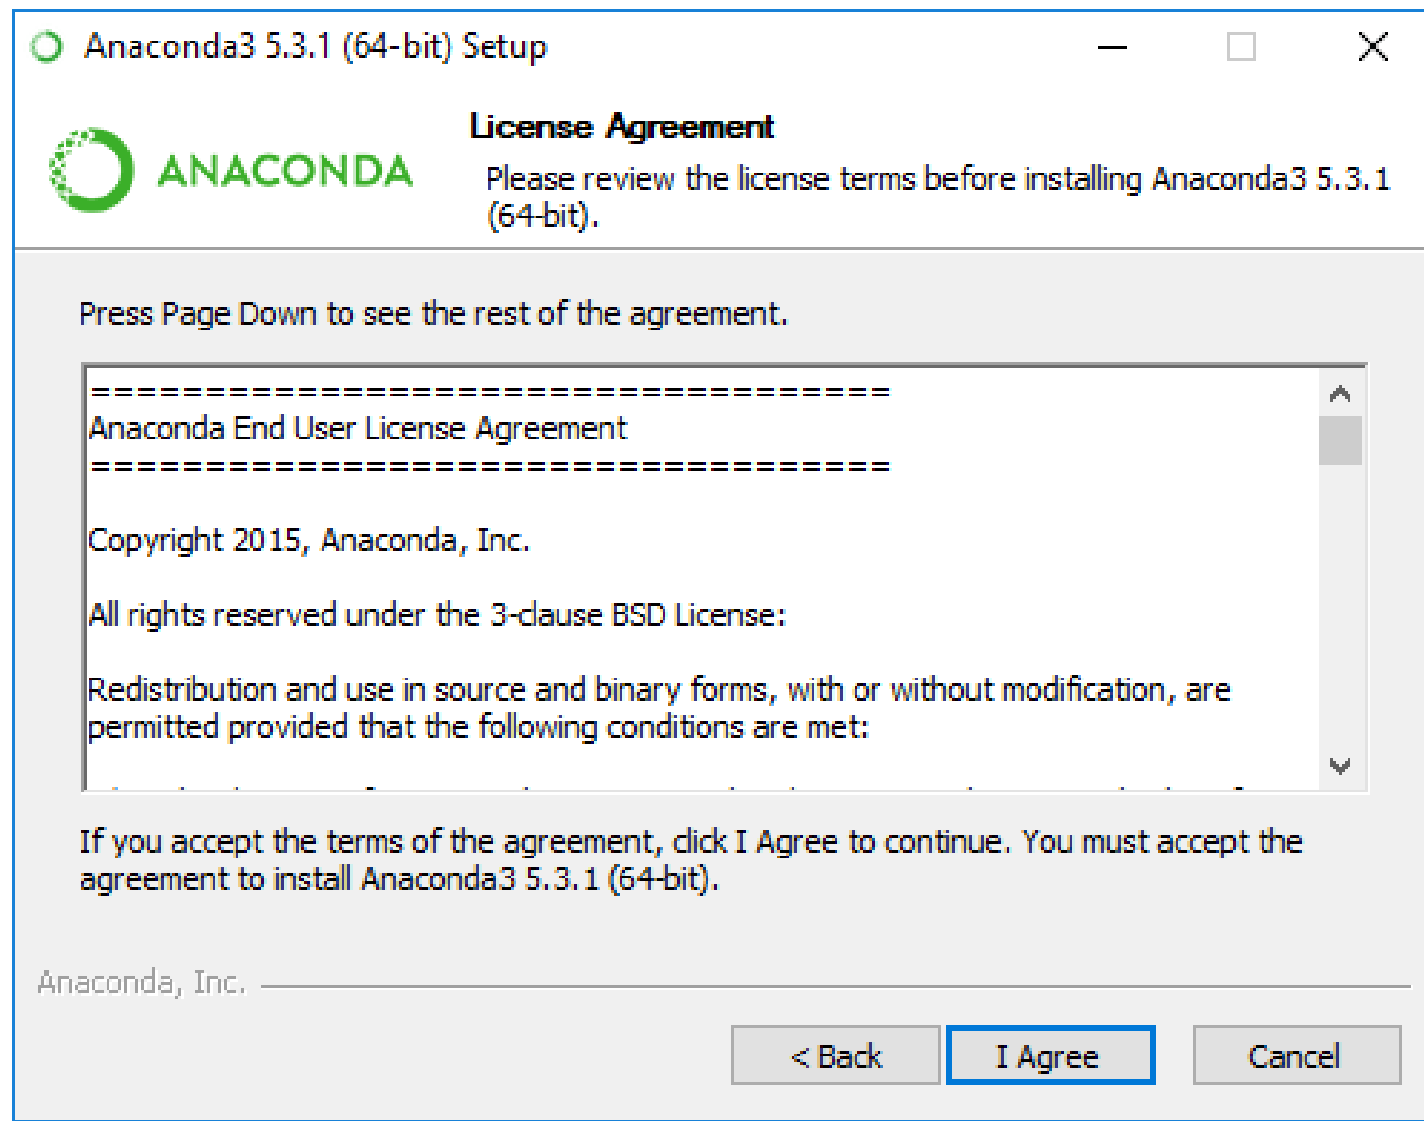 Anaconda3 5.3.1 (64-bit) Setup
ANACONDA
License Agreement
Please review the license terms before installing Anaconda3 5.3.1
(64-bit).
Press Page Down to see the rest of the agreement.
===================================
Anaconda End User License Agreement
===================================
Copyright 2015, Anaconda, Inc.
All rights reserved under the 3-clause BSD License:
Redistribution and use in source and binary forms, with or without modification, are
permitted provided that the following conditions are met:
If you accept the terms of the agreement, click I Agree to continue. You must accept the
agreement to install Anaconda3 5.3.1 (64-bit).
Anaconda, Inc.
< Back
I Agree
Cancel